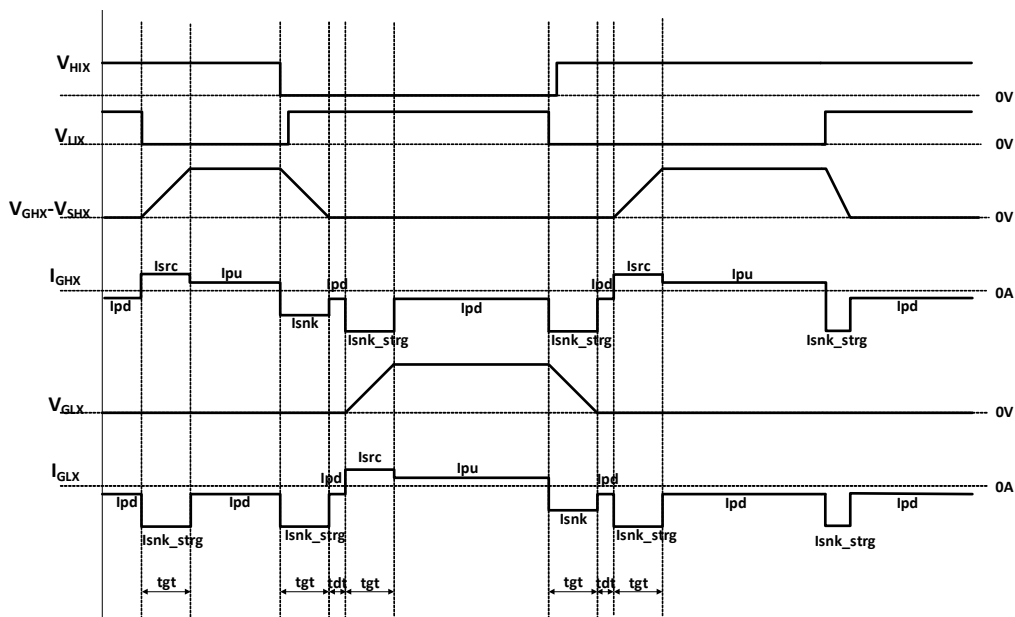 VHIX
0V
VLIX
0V
VGHX-VSHX
0V
Isrc Isrc
IGHX Ipu Ipd Ipd Ipu
0A
Ipd Ipd Ipd
Isnk
Isnk_strg Isnk_strg Isnk_strg
VGLX
0V
Isrc
IGLX Ipd Ipu Ipd
0A
Ipd Ipd Ipd Ipd
Isnk
Isnk_strg Isnk_strg Isnk_strg Isnk_strg
tgt tgt tdt tgt tgt tdt tgt